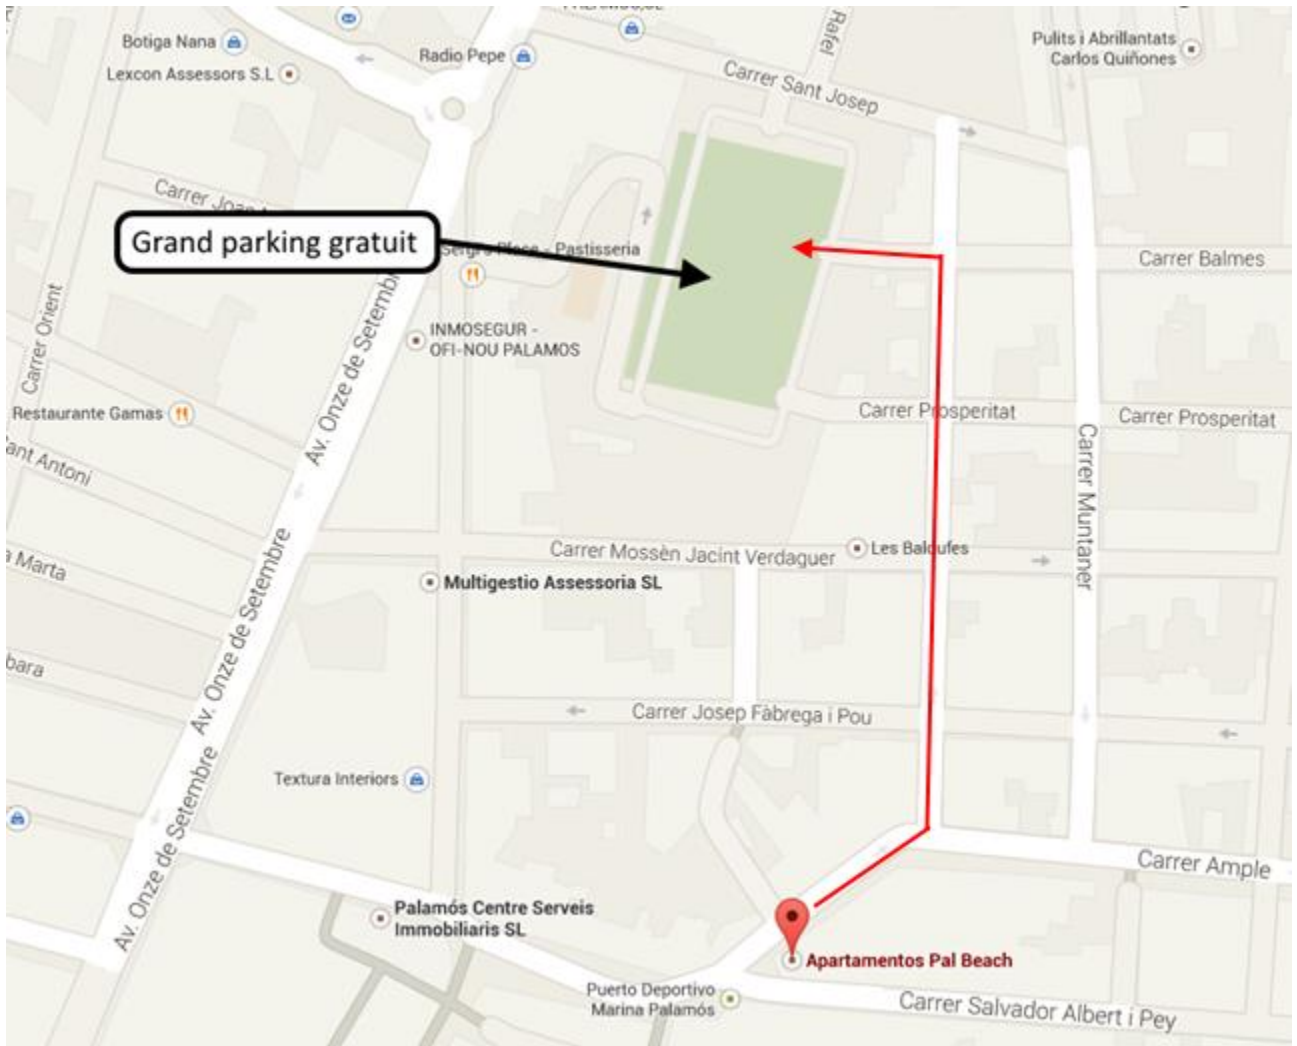 PALAMOS,SL
Botiga Nana
Radio Pepe
Rafel
Pulits i Abrillantats
Carlos Quiñones
Lexcon Assessors S.L
Carrer Sant Josep
Carrer
Grand parking gratuit
Place - Pastisseria
Carrer Balmes
Carrer Orient
INMOSEGUR -
OFI-NOU PALAMOS
Av. Onze de Setembre
Restaurante Gamas
Carrer Prosperitat
Carrer Prosperitat
Antoni
Carrer Muntaner
Marta
Carrer Mossèn Jacint Verdaguer
Les Baldufes
Multigestio Assessoria SL
Av. Onze de Setembre
Carrer Josep Fàbrega i Pou
Textura Interiors
Av. Onze de Setembre
Carrer Ample
Palamós Centre Serveis
Immobiliaris SL
Apartamentos Pal Beach
Puerto Deportivo
Marina Palamós
Carrer Salvador Albert i Pey